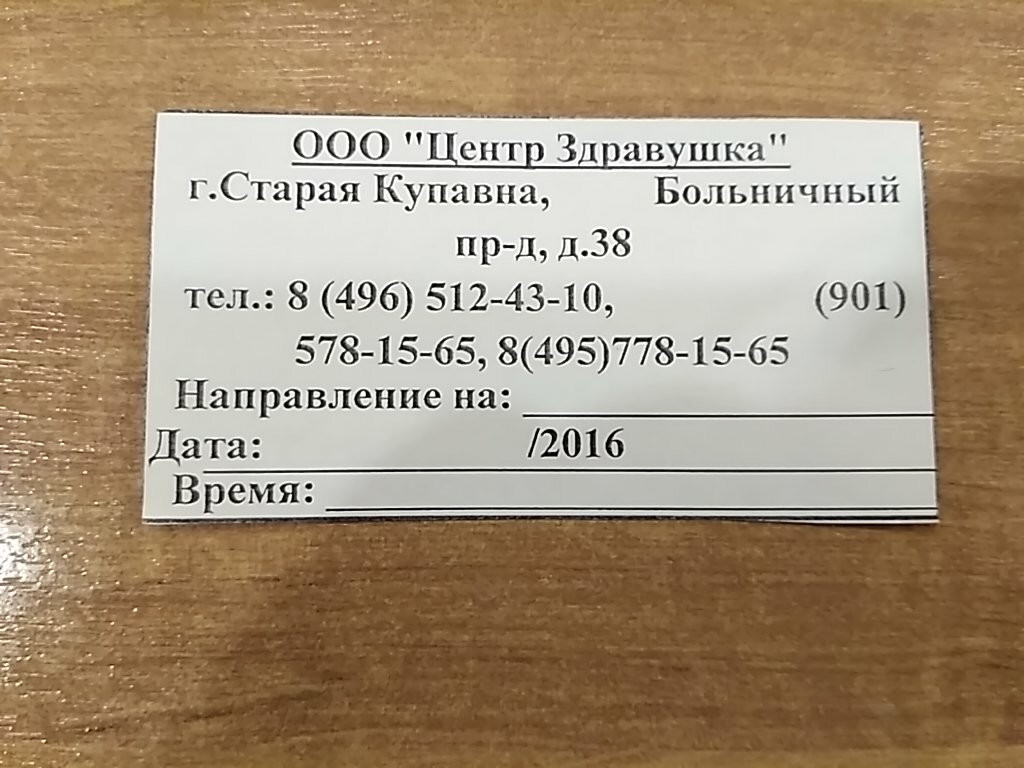 ООО "Центр Здравушка"
г.Старая Купавна, Больничный
пр-д, д.38
тел.: 8 (496) 512-43-10, (901)
578-15-65, 8(495)778-15-65
Направление на:
Дата: /2016
Время: